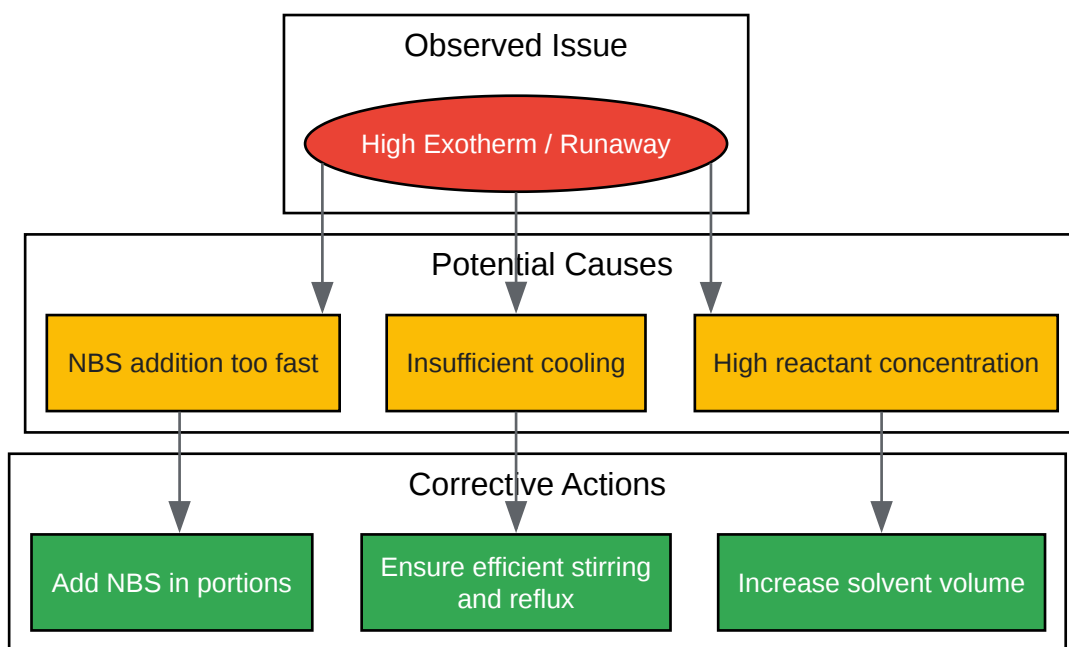 Observed Issue
High Exotherm / Runaway
Potential Causes
NBS addition too fast
Insufficient cooling
High reactant concentration
Corrective Actions
Add NBS in portions
Ensure efficient stirring
and reflux
Increase solvent volume